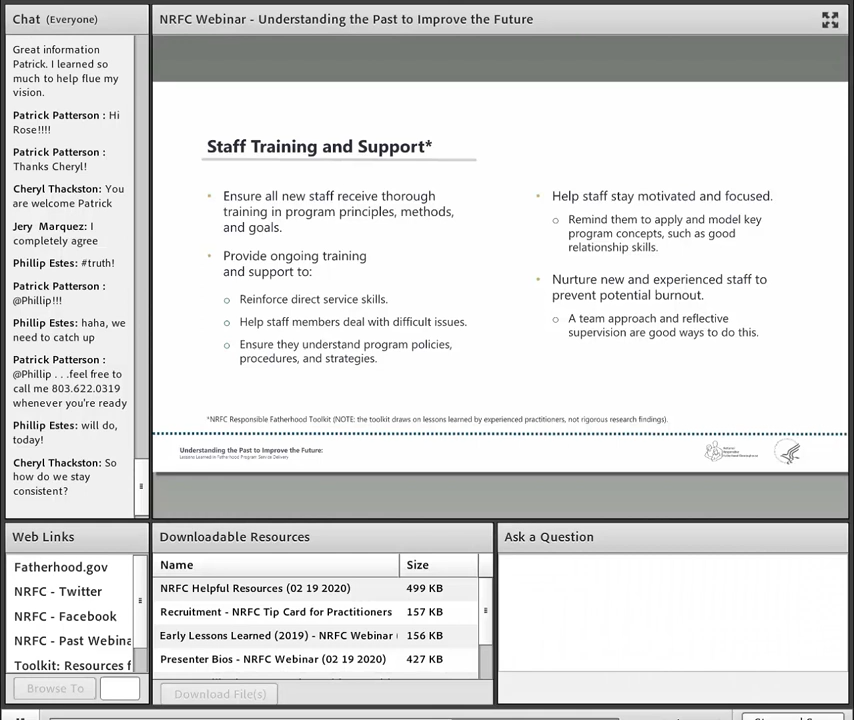 Chat (Everyone)
Great information
Patrick. I learned so
much to help flue my
vision.
Patrick Patterson : Hi
Rose!!!!
Patrick Patterson :
Thanks Cheryl!
Cheryl Thackston: You
are welcome Patrick
Jery Marquez: I
completely agree
Phillip Estes: #truth!
Patrick Patterson :
@Phillip!!!
Phillip Estes: haha, we
need to catch up
Patrick Patterson :
@Phillip . . .feel free to
call me 803.622.0319
whenever you're ready
Phillip Estes: will do,
today!
Cheryl Thackston: So
how do we stay
consistent?
NRFC Webinar - Understanding the Past to Improve the Future
Staff Training and Support*
• Ensure all new staff receive thorough
training in program principles, methods,
and goals.
• Provide ongoing training
and support to:
o Reinforce direct service skills.
o Help staff members deal with difficult issues.
o Ensure they understand program policies,
procedures, and strategies.
• Help staff stay motivated and focused.
o Remind them to apply and model key
program concepts, such as good
relationship skills.
• Nurture new and experienced staff to
prevent potential burnout.
o A team approach and reflective
supervision are good ways to do this.
*NRFC Responsible Fatherhood Toolkit (NOTE: the toolkit draws on lessons learned by experienced practitioners, not rigorous research findings).
Understanding the Past to Improve the Future:
Lessons Learned in Fatherhood Program Service Delivery
Web Links
Fatherhood.gov
NRFC - Twitter
NRFC - Facebook
NRFC - Past Webina
Toolkit: Resources f
Browse To
Downloadable Resources
Name Size
NRFC Helpful Resources (02 19 2020) 499 KB
Recruitment - NRFC Tip Card for Practitioners 157 KB
Early Lessons Learned (2019) - NRFC Webinar 156 KB
Presenter Bios - NRFC Webinar (02 19 2020) 427 KB
Download File(s)
Ask a Question